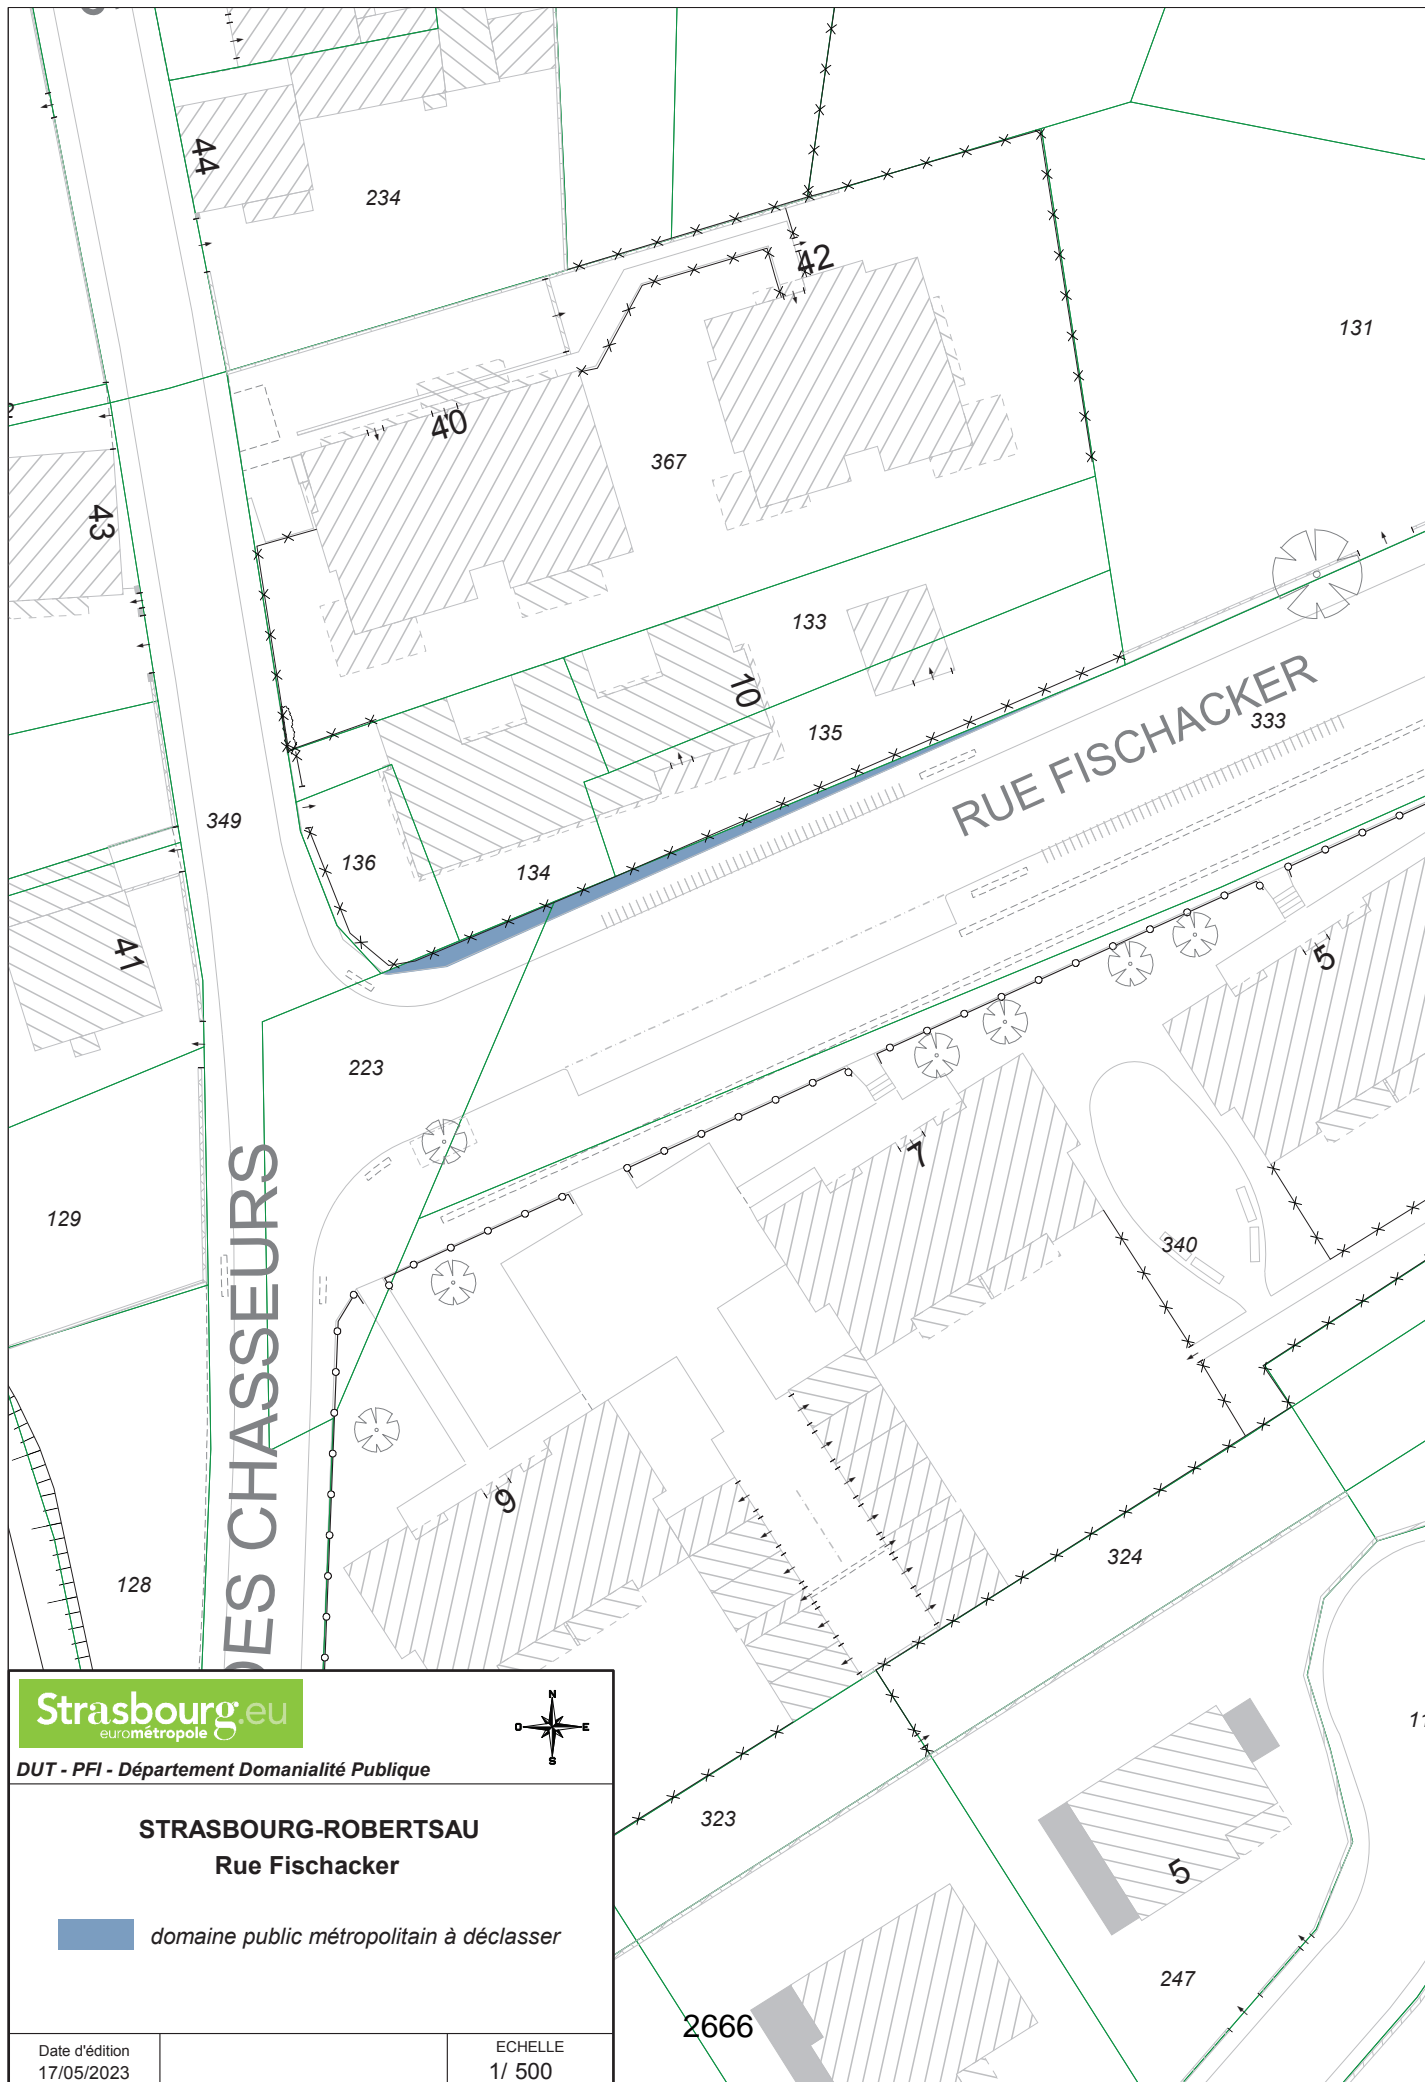 44
234
42
131
40
367
43
133
10
135
RUE FISCHACKER
333
349
136
134
41
5
223
7
129
340
DES CHASSEURS
9
324
128
Strasbourg.eu
eurométropole
N
O E
S
DUT - PFI - Département Domanialité Publique
STRASBOURG-ROBERTSAU
Rue Fischacker
domaine public métropolitain à déclasser
Date d'édition
17/05/2023
ECHELLE
1/ 500
323
5
247
2666